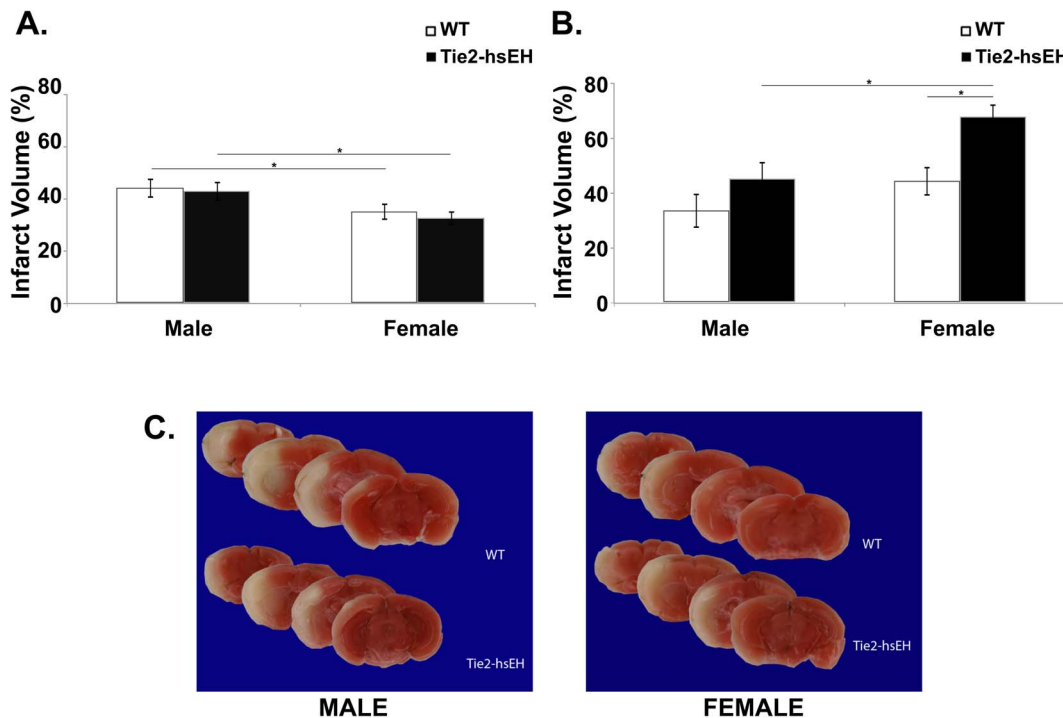 A.
WT
Tie2-hsEH
Infarct Volume (%)
80
60
40
20
0
*
*
Male
Female
B.
WT
Tie2-hsEH
Infarct Volume (%)
80
60
40
20
0
*
*
Male
Female
C.
WT
Tie2-hsEH
MALE
WT
Tie2-hsEH
FEMALE